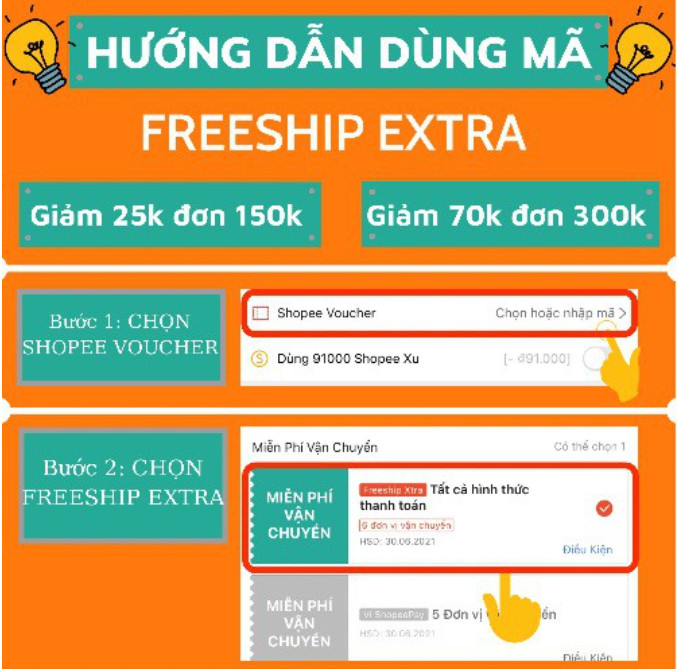 HƯỚNG DẪN DÙNG MÃ
FREESHIP EXTRA
Giảm 25k đơn 150k
Giảm 70k đơn 300k
Bước 1: CHỌN
SHOPEE VOUCHER
Shopee Voucher
Chọn hoặc nhập mã >
Dùng 91000 Shopee Xu
[- đ91.000]
Bước 2: CHỌN
FREESHIP EXTRA
Miễn Phí Vận Chuyển
Có thể chọn 1
MIỄN PHÍ
VẬN
CHUYỂN
Freeship Xtra Tất cả hình thức
thanh toán
6 đơn vị vận chuyển
HSD: 30.06.2021
Điều Kiện
MIỄN PHÍ
VẬN
CHUYỂN
Ví ShopeePay 5 Đơn vị
HSD: 30.06.2021
Điều Kiện